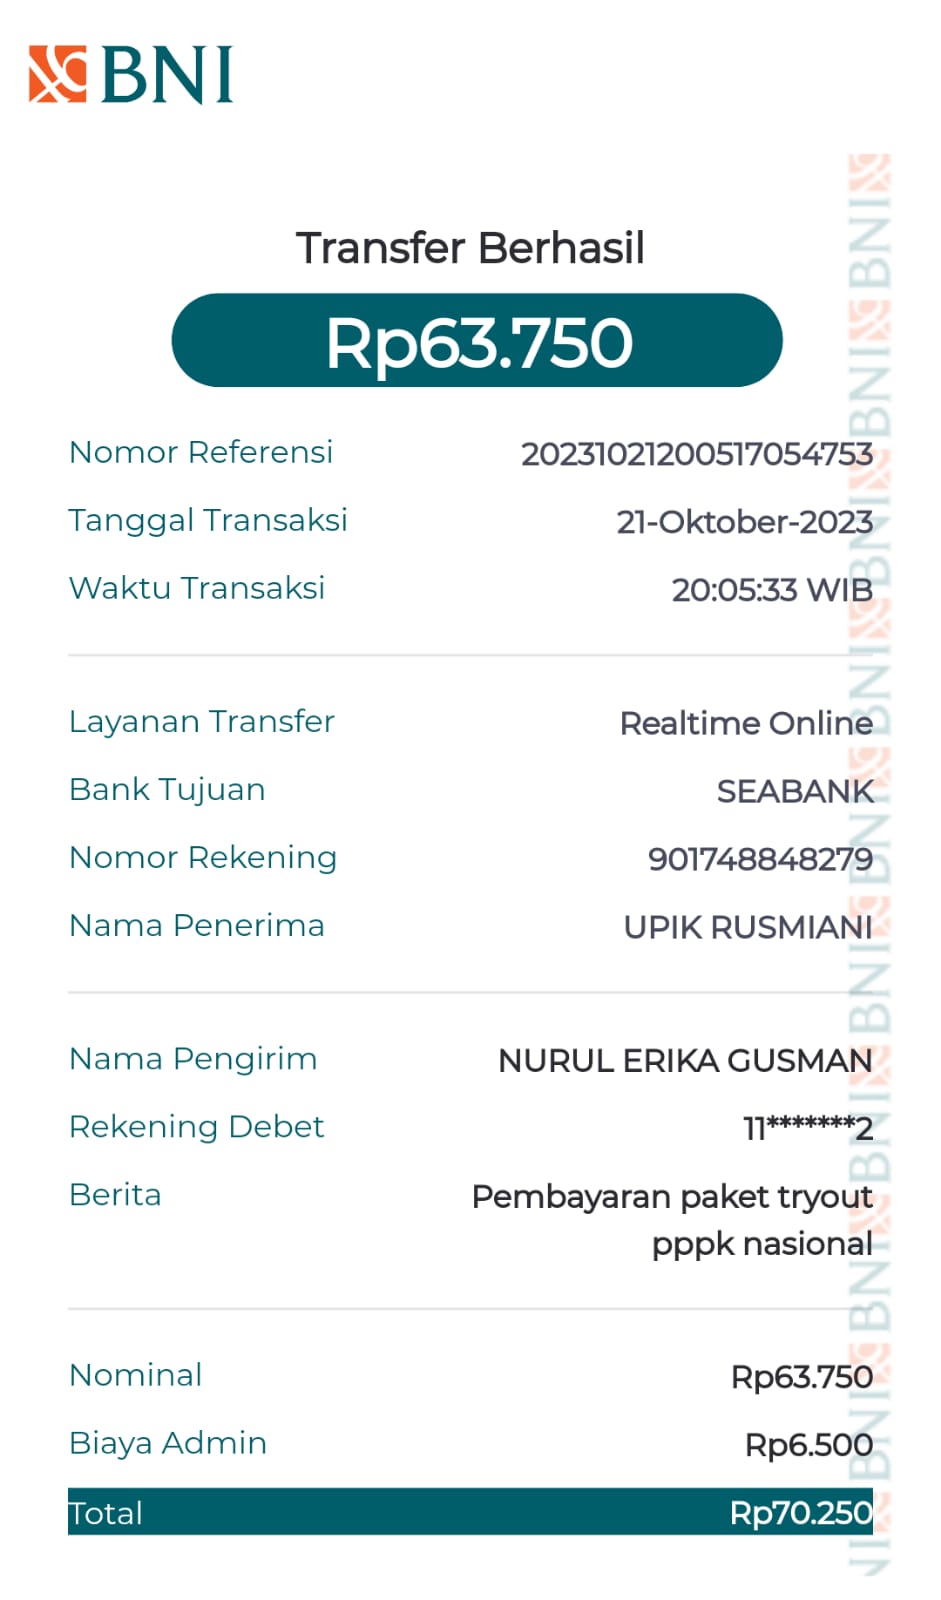 BNI
Transfer Berhasil
Rp63.750
Nomor Referensi 20231021200517054753
Tanggal Transaksi 21-Oktober-2023
Waktu Transaksi 20:05:33 WIB
Layanan Transfer Realtime Online
Bank Tujuan SEABANK
Nomor Rekening 901748848279
Nama Penerima UPIK RUSMIANI
Nama Pengirim NURUL ERIKA GUSMAN
Rekening Debet 11*******2
Berita Pembayaran paket tryout
pppk nasional
Nominal Rp63.750
Biaya Admin Rp6.500
Total Rp70.250
BNI BNI BNI BNI BNI BNI BNI BNI BNI NI